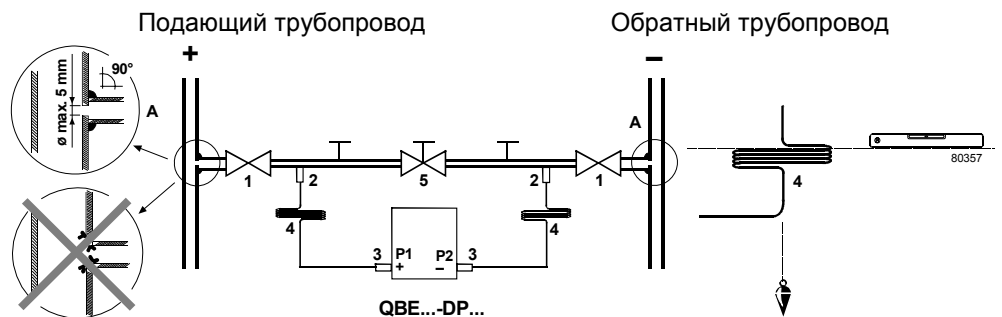 Подающий трубопровод
Обратный трубопровод
+
–
90°
ø max. 5 mm
A
A
1
2
5
2
1
4
4
3
P1
+
P2
–
3
QBE...-DP...
80357
4